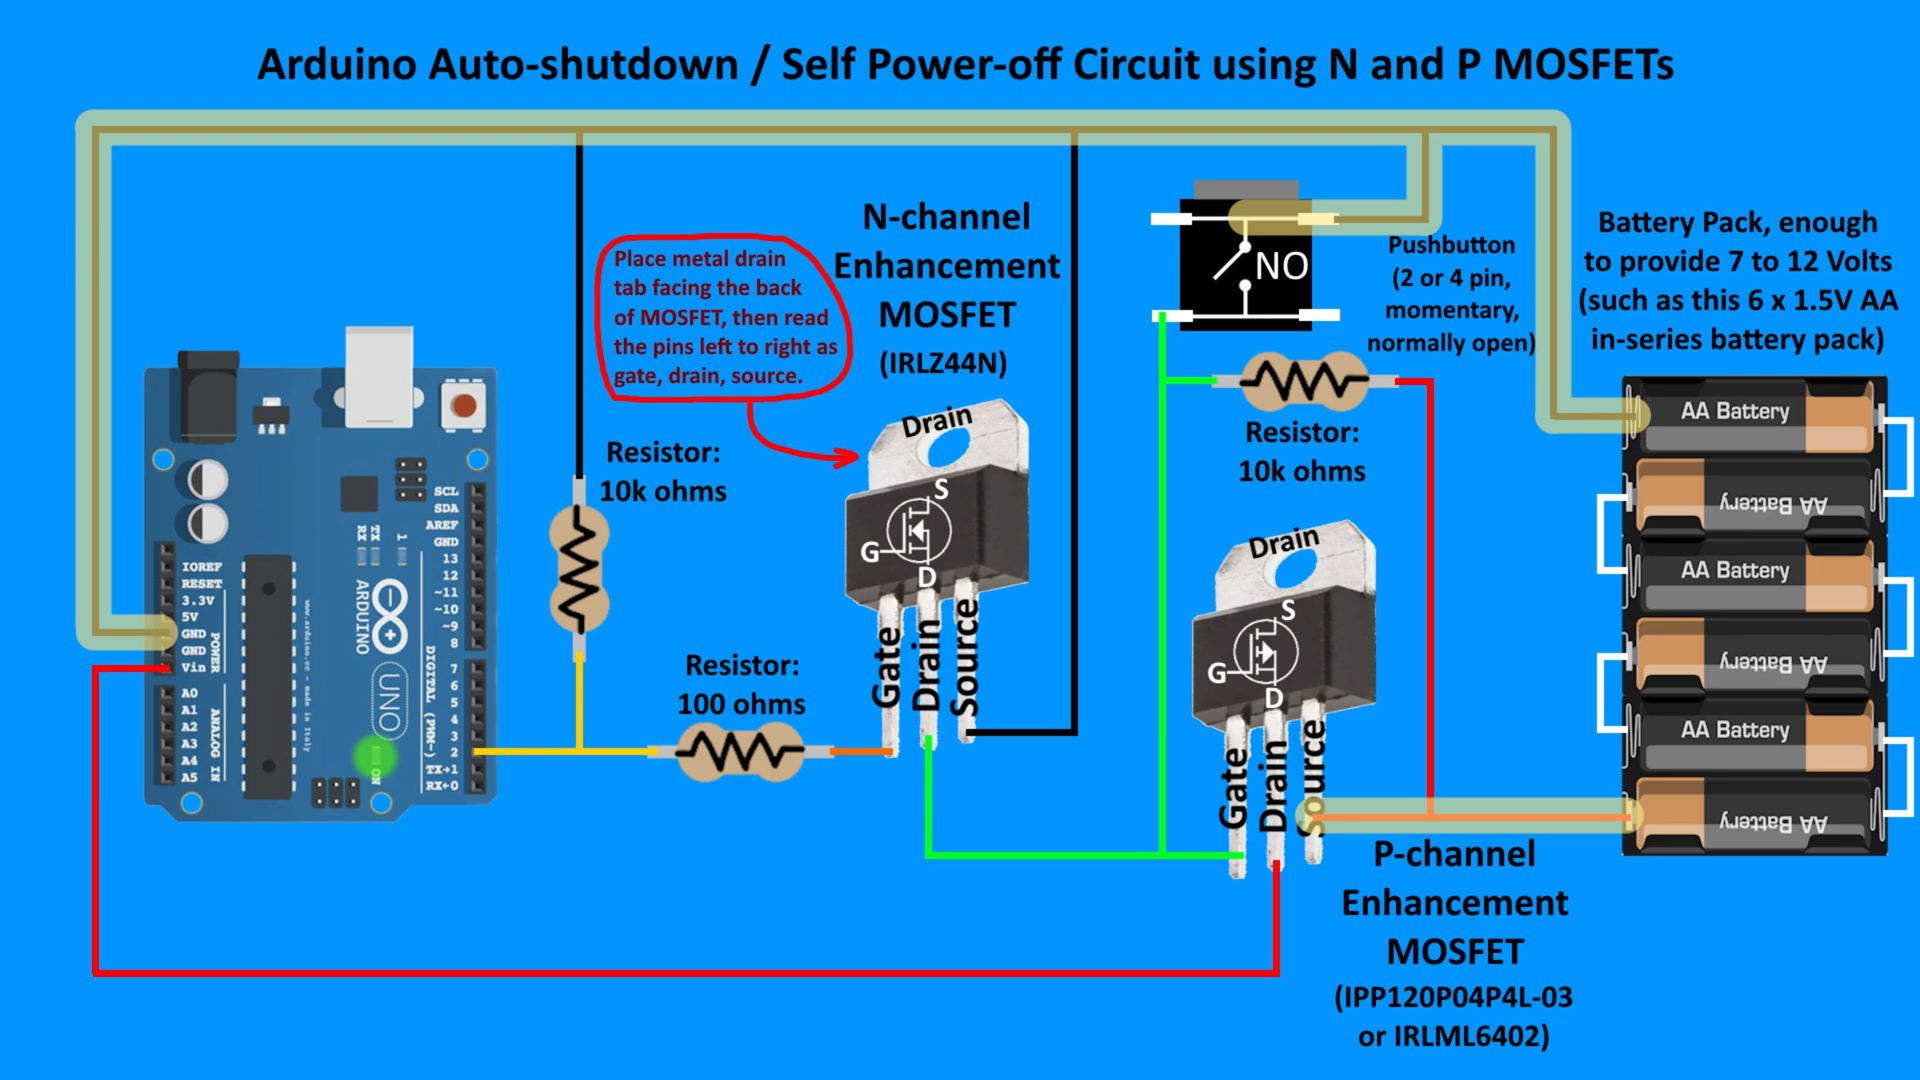 Arduino Auto-shutdown / Self Power-off Circuit using N and P MOSFETs
N-channel
Enhancement
MOSFET
(IRLZ44N)
Place metal drain
tab facing the back
of MOSFET, then read
the pins left to right as
gate, drain, source.
NO
Pushbutton
(2 or 4 pin,
momentary,
normally open)
Battery Pack, enough
to provide 7 to 12 Volts
(such as this 6 x 1.5V AA
in-series battery pack)
Resistor:
10k ohms
Resistor:
10k ohms
Resistor:
100 ohms
Drain
S
G
D
Gate
Drain
Source
Drain
S
G
D
Gate
Drain
Source
P-channel
Enhancement
MOSFET
(IPP120P04P4L-03
or IRLML6402)
AA Battery
AA Battery
AA Battery
AA Battery
AA Battery
AA Battery
SCL
SDA
AREF
GND
13
12
~11
~10
~9
8
7
6
5
4
3
2
TX→1
RX←0
DIGITAL (PWM~)
IOREF
RESET
3.3V
5V
GND
GND
Vin
POWER
A0
A1
A2
A3
A4
A5
ANALOG IN
RX
TX
1
ARDUINO
UNO
ON
www.arduino.cc - made in Italy